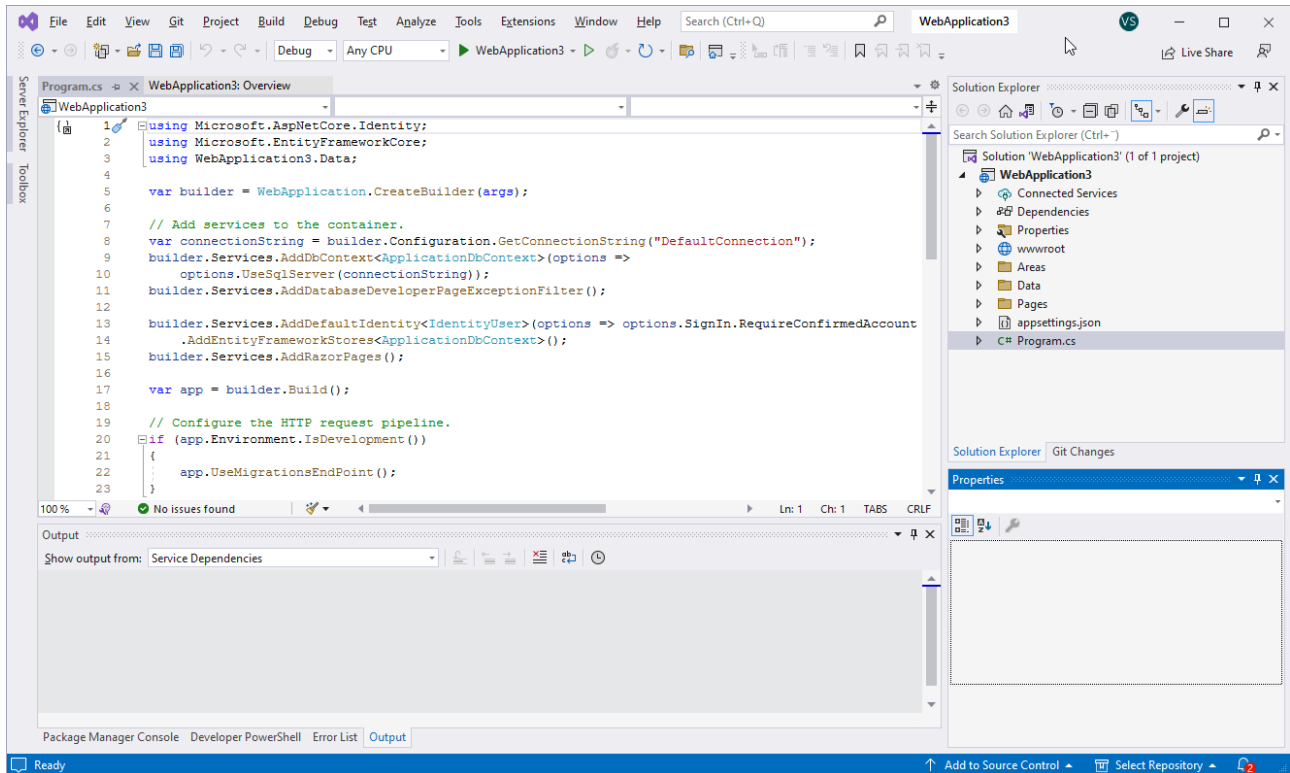 File Edit View Git Project Build Debug Test Analyze Tools Extensions Window Help Search (Ctrl+Q) WebApplication3 VS
Debug Any CPU WebApplication3 Live Share
Server Explorer
Toolbox
Program.cs WebApplication3: Overview
WebApplication3
1 using Microsoft.AspNetCore.Identity;
2 using Microsoft.EntityFrameworkCore;
3 using WebApplication3.Data;
4
5 var builder = WebApplication.CreateBuilder(args);
6
7 // Add services to the container.
8 var connectionString = builder.Configuration.GetConnectionString("DefaultConnection");
9 builder.Services.AddDbContext<ApplicationDbContext>(options =>
10 options.UseSqlServer(connectionString));
11 builder.Services.AddDatabaseDeveloperPageExceptionFilter();
12
13 builder.Services.AddDefaultIdentity<IdentityUser>(options => options.SignIn.RequireConfirmedAccount
14 .AddEntityFrameworkStores<ApplicationDbContext>();
15 builder.Services.AddRazorPages();
16
17 var app = builder.Build();
18
19 // Configure the HTTP request pipeline.
20 if (app.Environment.IsDevelopment())
21 {
22 app.UseMigrationsEndPoint();
23 }
100 % No issues found Ln: 1 Ch: 1 TABS CRLF
Output
Show output from: Service Dependencies
Package Manager Console Developer PowerShell Error List Output
Solution Explorer
Search Solution Explorer (Ctrl+¨)
Solution 'WebApplication3' (1 of 1 project)
WebApplication3
Connected Services
Dependencies
Properties
wwwroot
Areas
Data
Pages
appsettings.json
C# Program.cs
Solution Explorer Git Changes
Properties
Ready Add to Source Control Select Repository 2